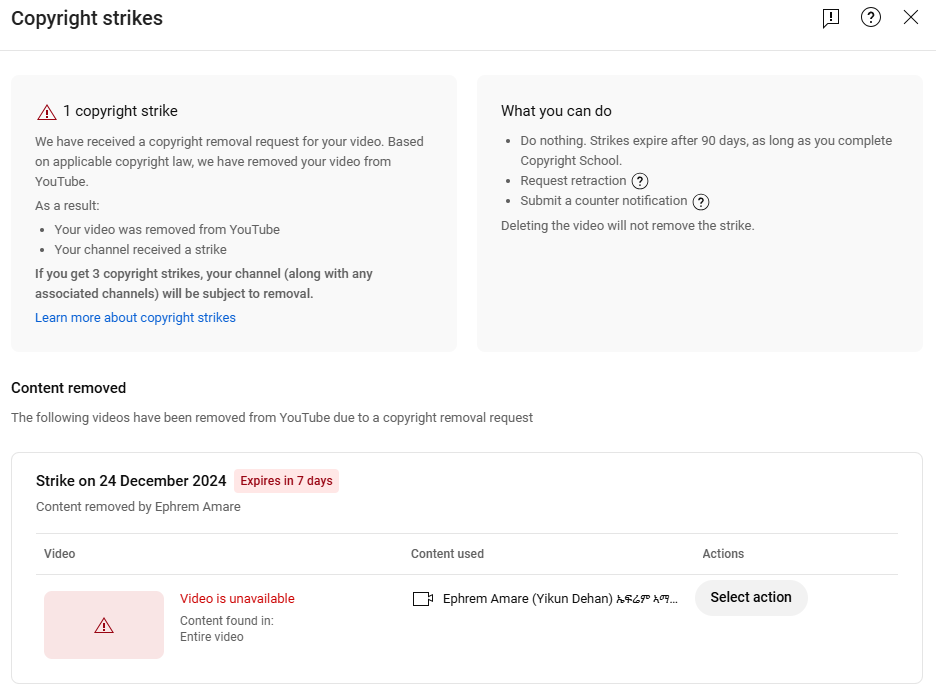 Copyright strikes
1 copyright strike
We have received a copyright removal request for your video. Based
on applicable copyright law, we have removed your video from
YouTube.
As a result:
• Your video was removed from YouTube
• Your channel received a strike
If you get 3 copyright strikes, your channel (along with any
associated channels) will be subject to removal.
Learn more about copyright strikes
What you can do
• Do nothing. Strikes expire after 90 days, as long as you complete
Copyright School.
• Request retraction
• Submit a counter notification
Deleting the video will not remove the strike.
Content removed
The following videos have been removed from YouTube due to a copyright removal request
Strike on 24 December 2024 Expires in 7 days
Content removed by Ephrem Amare
Video Content used Actions
Video is unavailable
Content found in:
Entire video
Ephrem Amare (Yikun Dehan) ኤፍሬም አማ...
Select action